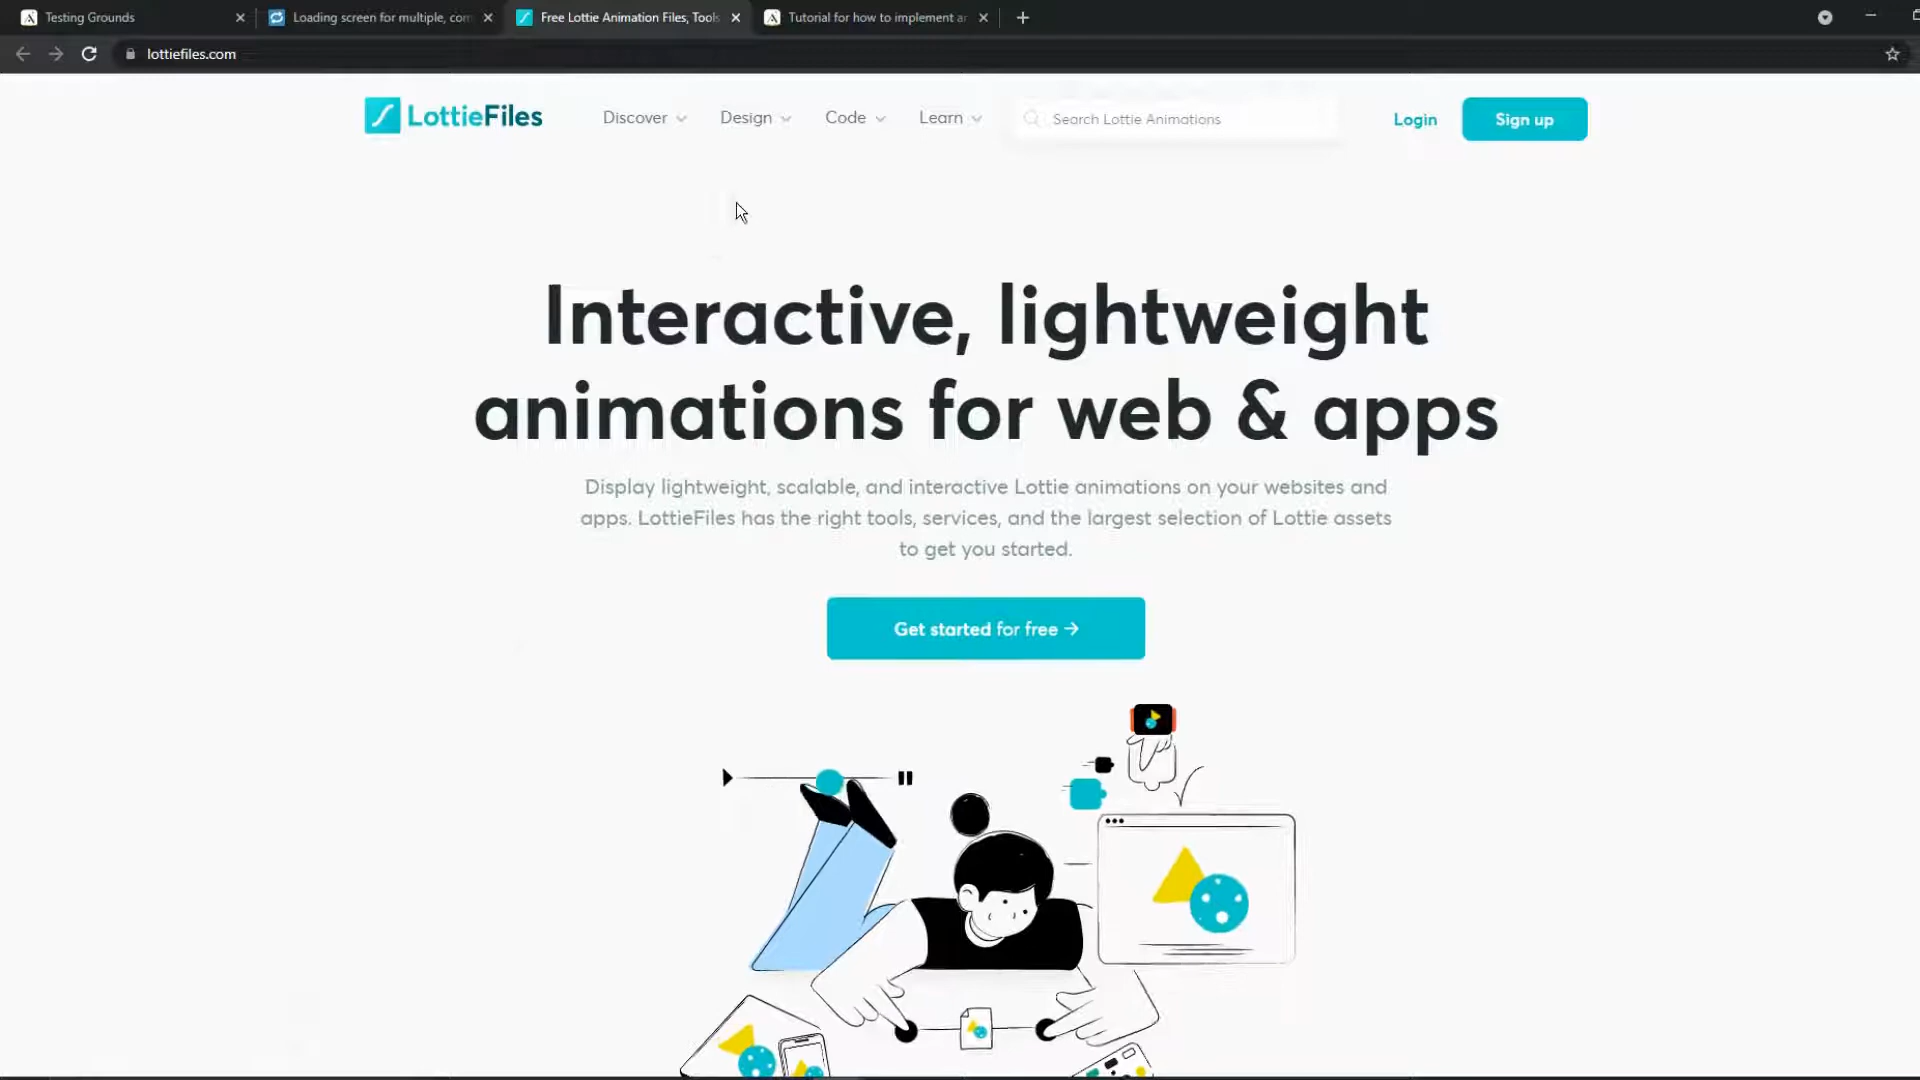 Testing Grounds
Loading screen for multiple, com
Free Lottie Animation Files, Tools
Tutorial for how to implement ar
lottiefiles.com
LottieFiles
Discover
Design
Code
Learn
Search Lottie Animations
Login
Sign up
Interactive, lightweight
animations for web & apps
Display lightweight, scalable, and interactive Lottie animations on your websites and
apps. LottieFiles has the right tools, services, and the largest selection of Lottie assets
to get you started.
Get started for free →